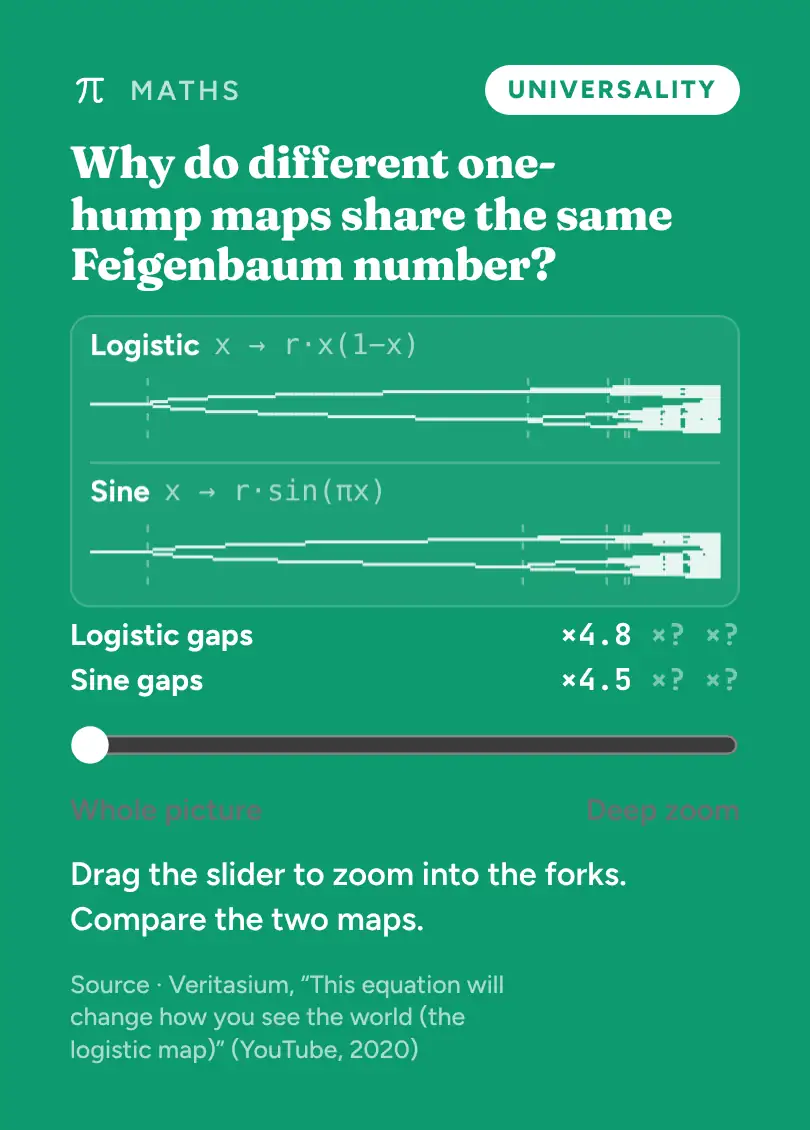 π MATHS
UNIVERSALITY
Why do different one-
hump maps share the same
Feigenbaum number?
Logistic x → r·x(1−x)
Sine x → r·sin(πx)
Logistic gaps ×4.8 ×? ×?
Sine gaps ×4.5 ×? ×?
Whole picture Deep zoom
Drag the slider to zoom into the forks.
Compare the two maps.
Source · Veritasium, “This equation will
change how you see the world (the
logistic map)” (YouTube, 2020)